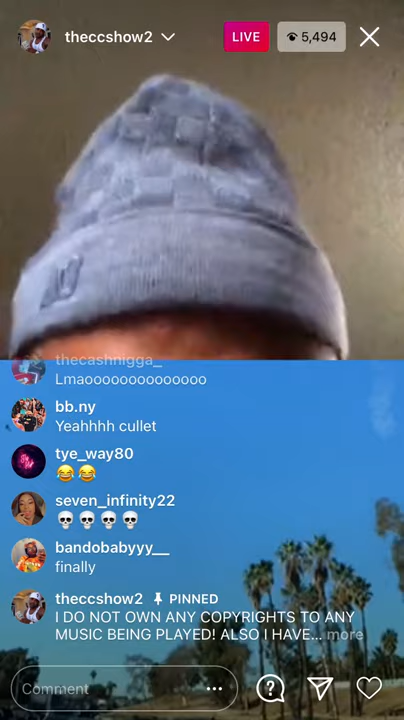 theccshow2
LIVE
5,494
thecashnigga_
Lmaoooooooooooooo
bb.ny
Yeahhhh cullet
tye_way80
😂😂
seven_infinity22
💀💀💀💀
bandobabyyy__
finally
theccshow2 PINNED
I DO NOT OWN ANY COPYRIGHTS TO ANY
MUSIC BEING PLAYED! ALSO I HAVE... more
Comment